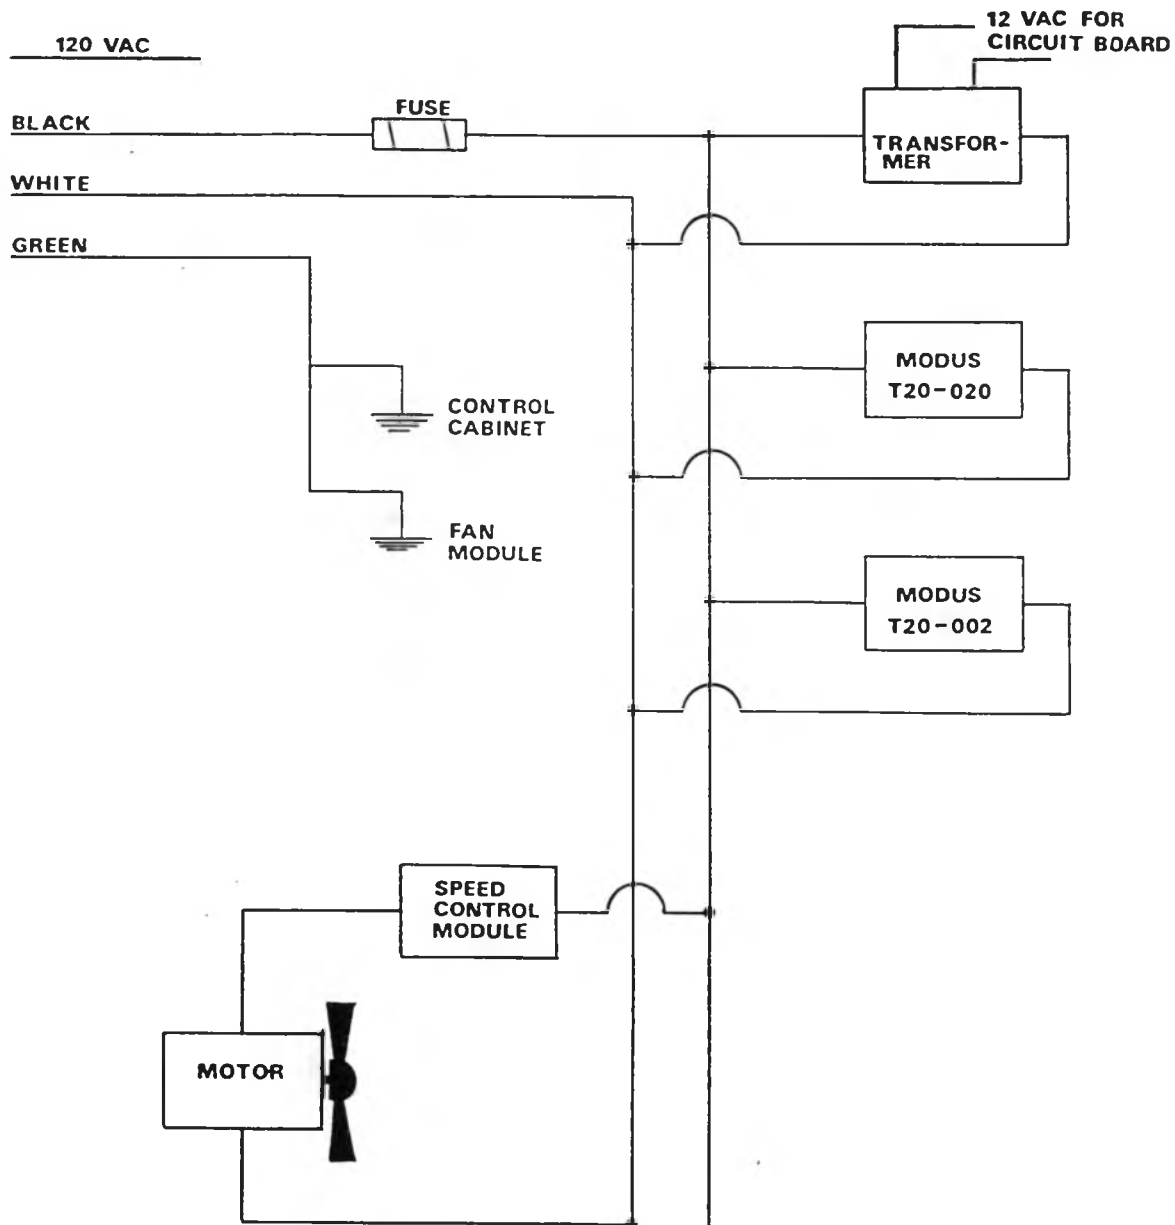 12 VAC FOR
CIRCUIT BOARD
120 VAC
FUSE
BLACK
TRANSFOR-
MER
WHITE
GREEN
MODUS
T20-020
CONTROL
CABINET
FAN
MODULE
MODUS
T20-002
SPEED
CONTROL
MODULE
MOTOR